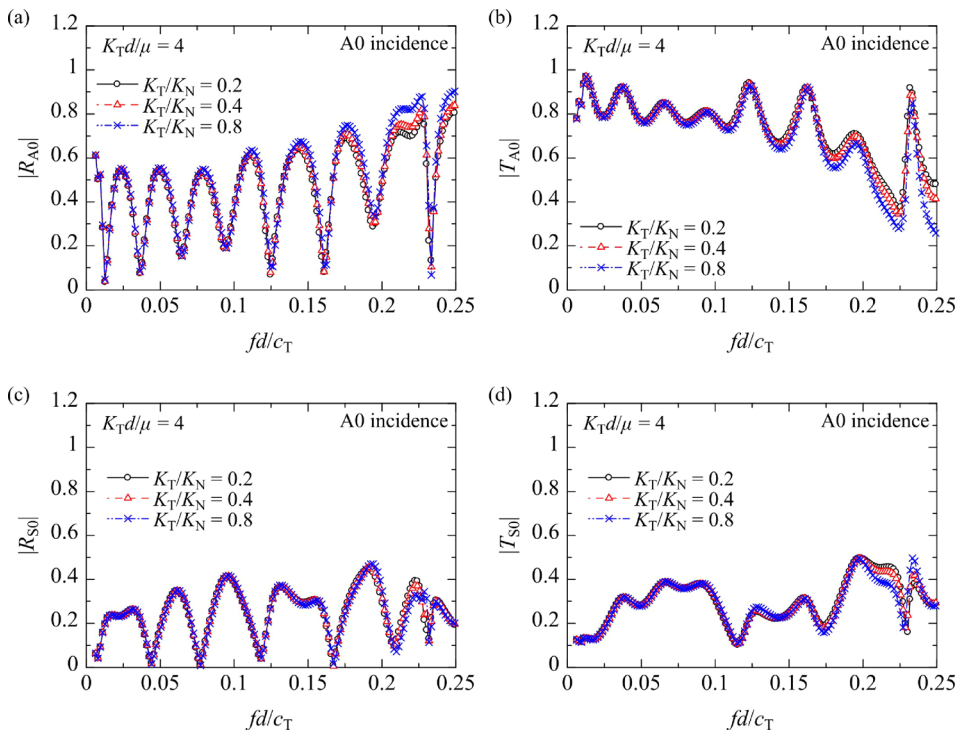 (a)
K_T d/μ = 4
A0 incidence
K_T/K_N = 0.2
K_T/K_N = 0.4
K_T/K_N = 0.8
|R_A0|
1.2
1
0.8
0.6
0.4
0.2
0
0 0.05 0.1 0.15 0.2 0.25
fd/c_T
(b)
K_T d/μ = 4
A0 incidence
|T_A0|
1.2
1
0.8
0.6
0.4
0.2
0
K_T/K_N = 0.2
K_T/K_N = 0.4
K_T/K_N = 0.8
0 0.05 0.1 0.15 0.2 0.25
fd/c_T
(c)
K_T d/μ = 4
A0 incidence
K_T/K_N = 0.2
K_T/K_N = 0.4
K_T/K_N = 0.8
|R_S0|
1.2
1
0.8
0.6
0.4
0.2
0
0 0.05 0.1 0.15 0.2 0.25
fd/c_T
(d)
K_T d/μ = 4
A0 incidence
K_T/K_N = 0.2
K_T/K_N = 0.4
K_T/K_N = 0.8
|T_S0|
1.2
1
0.8
0.6
0.4
0.2
0
0 0.05 0.1 0.15 0.2 0.25
fd/c_T